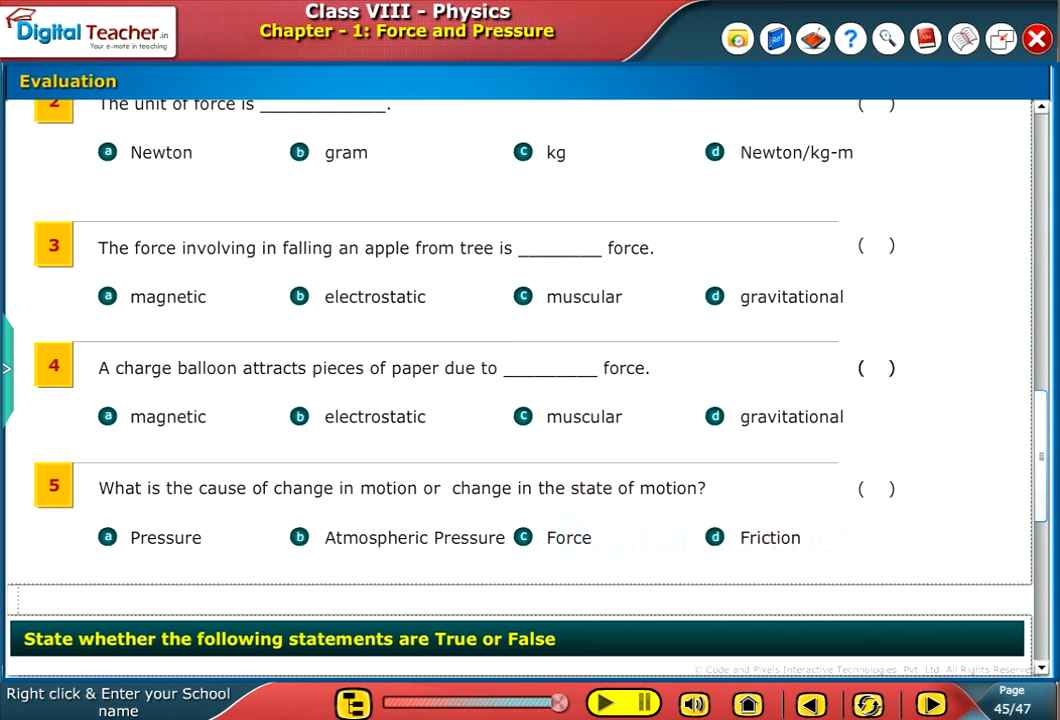 Digital Teacher.in
Your e-mate in teaching
Class VIII - Physics
Chapter - 1: Force and Pressure
Evaluation
2 The unit of force is _____________. ( )
a Newton b gram c kg d Newton/kg-m
3 The force involving in falling an apple from tree is ________ force. ( )
a magnetic b electrostatic c muscular d gravitational
4 A charge balloon attracts pieces of paper due to _________ force. ( )
a magnetic b electrostatic c muscular d gravitational
5 What is the cause of change in motion or change in the state of motion? ( )
a Pressure b Atmospheric Pressure c Force d Friction
State whether the following statements are True or False
© Code and Pixels Interactive Technologies. Pvt. Ltd. All Rights Reserved.
Right click & Enter your School
name
Page
45/47